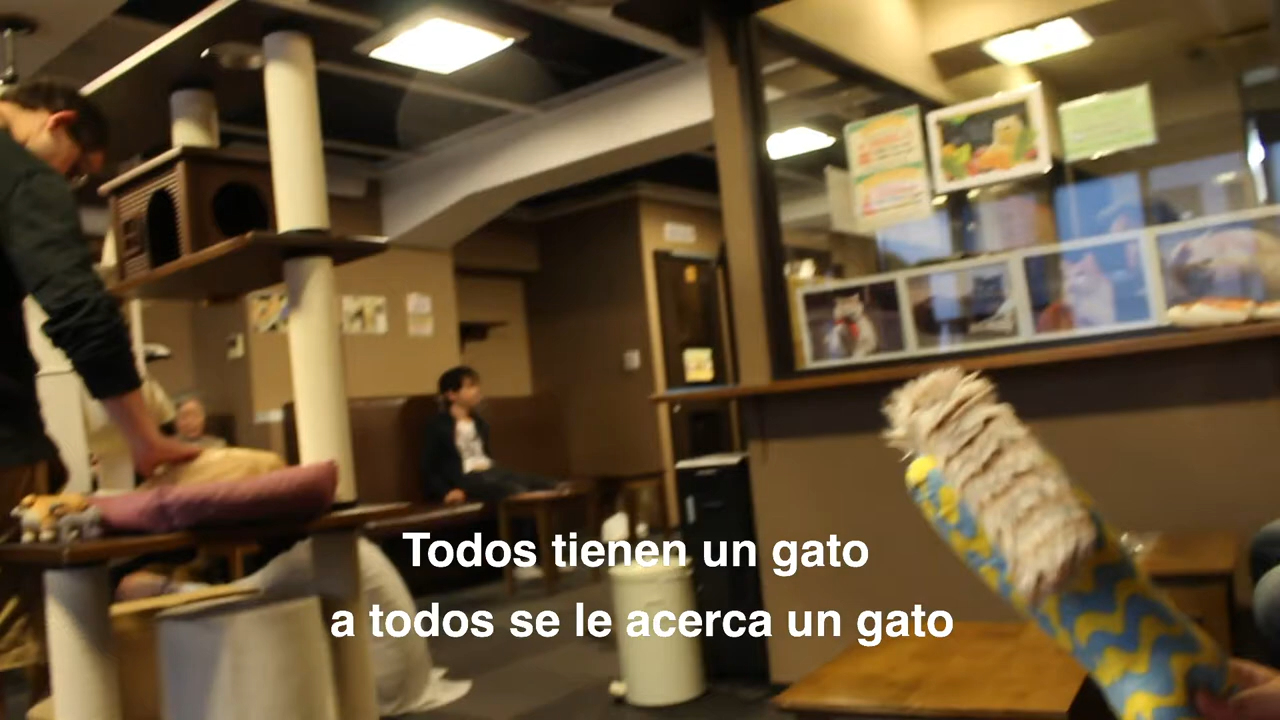 Todos tienen un gato
a todos se le acerca un gato